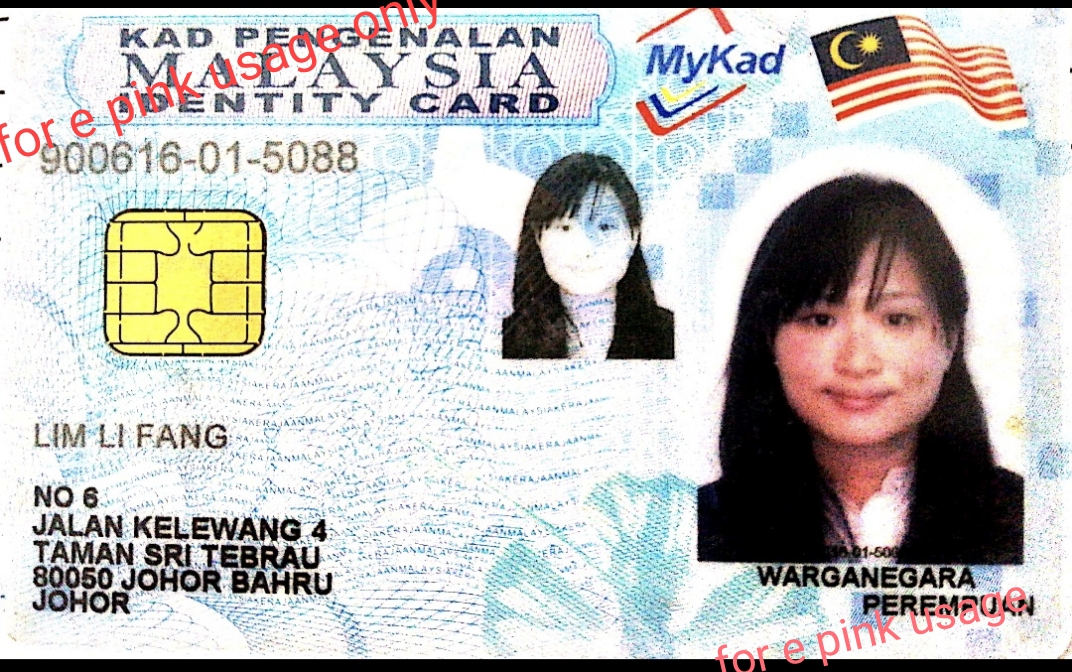 for e pink usage only
KAD PENGENALAN
MALAYSIA
IDENTITY CARD
MyKad
900616-01-5088
LIM LI FANG
NO 6
JALAN KELEWANG 4
TAMAN SRI TEBRAU
80050 JOHOR BAHRU
JOHOR
WARGANEGARA
PEREMPUAN
for e pink usage